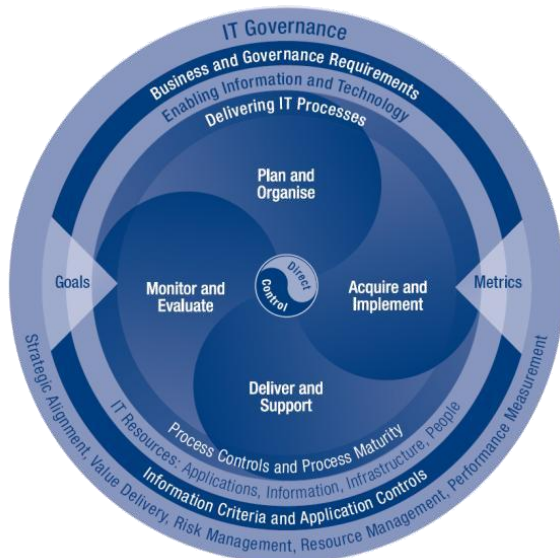 IT Governance
Business and Governance Requirements
Enabling Information and Technology
Delivering IT Processes
Plan and
Organise
Goals
Monitor and
Evaluate
Direct
Control
Acquire and
Implement
Metrics
Deliver and
Support
Process Controls and Process Maturity
IT Resources: Applications, Information, Infrastructure, People
Information Criteria and Application Controls
Strategic Alignment, Value Delivery, Risk Management, Resource Management, Performance Measurement